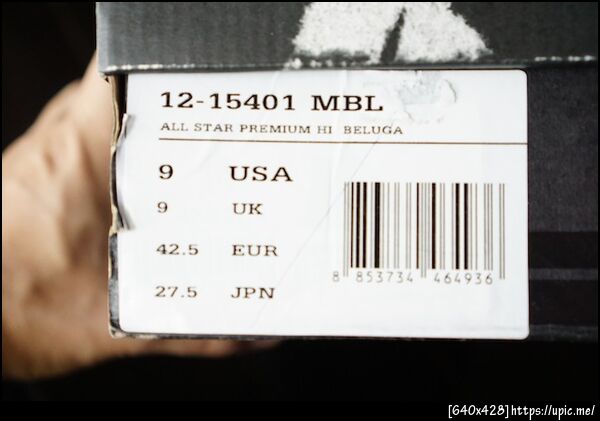 12-15401 MBL
ALL STAR PREMIUM HI BELUGA
9 USA
9 UK
42.5 EUR
27.5 JPN
8 853734 464936
[640x428]https://upic.me/